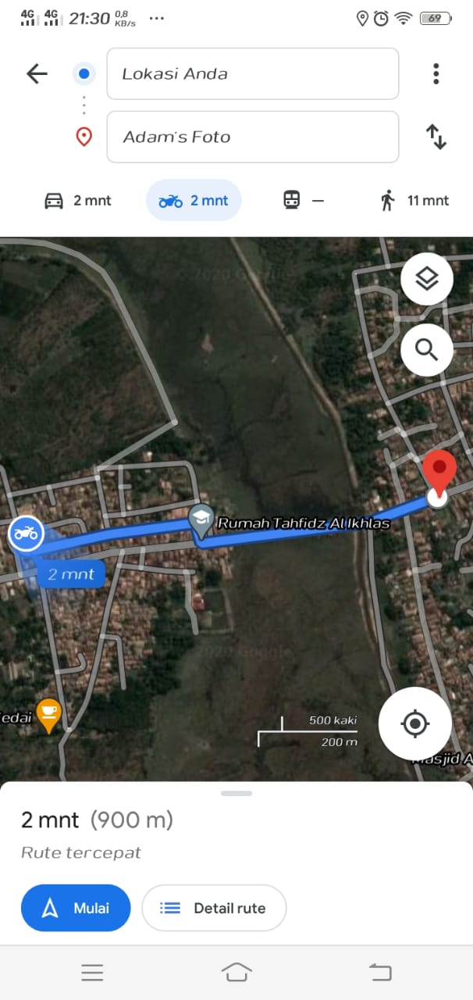 4G 4G 21:30 0,8 KB/s ... 69
Lokasi Anda
Adam's Foto
2 mnt 2 mnt — 11 mnt
2020 Google
Rumah Tahfidz Al Ikhlas
2 mnt
2020 Google
edai
500 kaki
200 m
Masjid A
2 mnt (900 m)
Rute tercepat
Mulai Detail rute